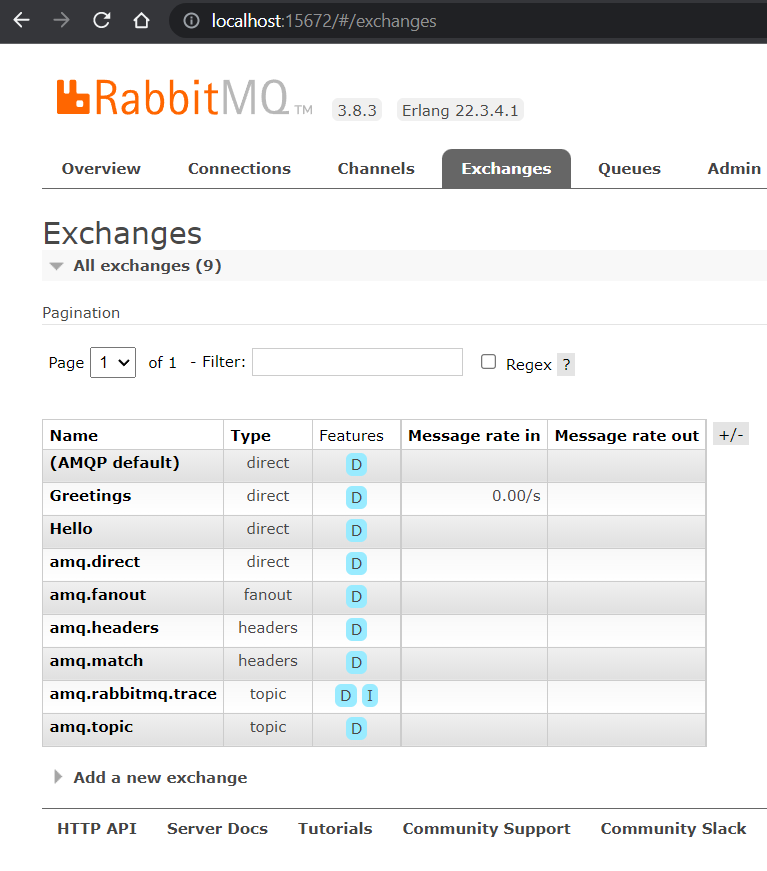 localhost:15672/#/exchanges
RabbitMQ TM 3.8.3 Erlang 22.3.4.1
Overview Connections Channels Exchanges Queues Admin
Exchanges
All exchanges (9)
Pagination
Page 1 of 1 - Filter: Regex ?
Name Type Features Message rate in Message rate out +/-
(AMQP default) direct D
Greetings direct D 0.00/s
Hello direct D
amq.direct direct D
amq.fanout fanout D
amq.headers headers D
amq.match headers D
amq.rabbitmq.trace topic D I
amq.topic topic D
Add a new exchange
HTTP API Server Docs Tutorials Community Support Community Slack